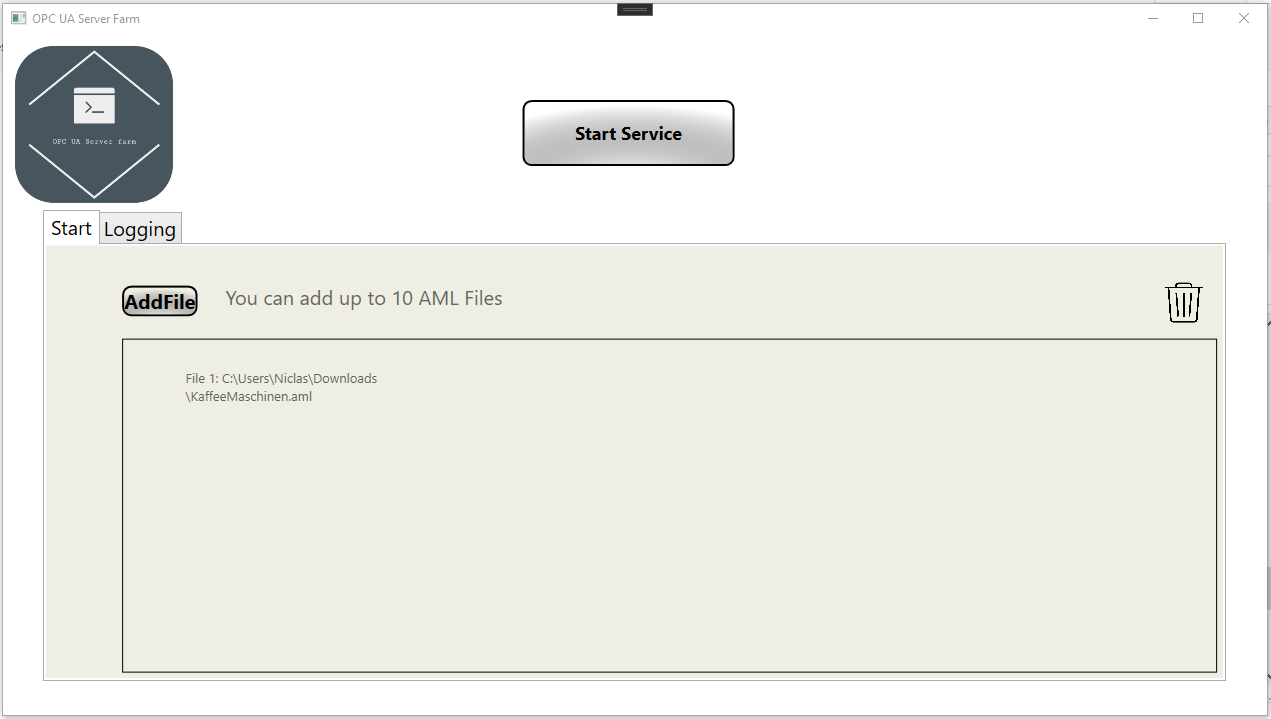 OPC UA Server Farm
>_
OPC UA Server farm
Start Service
Start
Logging
AddFile
You can add up to 10 AML Files
File 1: C:\Users\Niclas\Downloads
\KaffeeMaschinen.aml